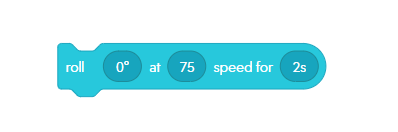 roll 0° at 75 speed for 2s